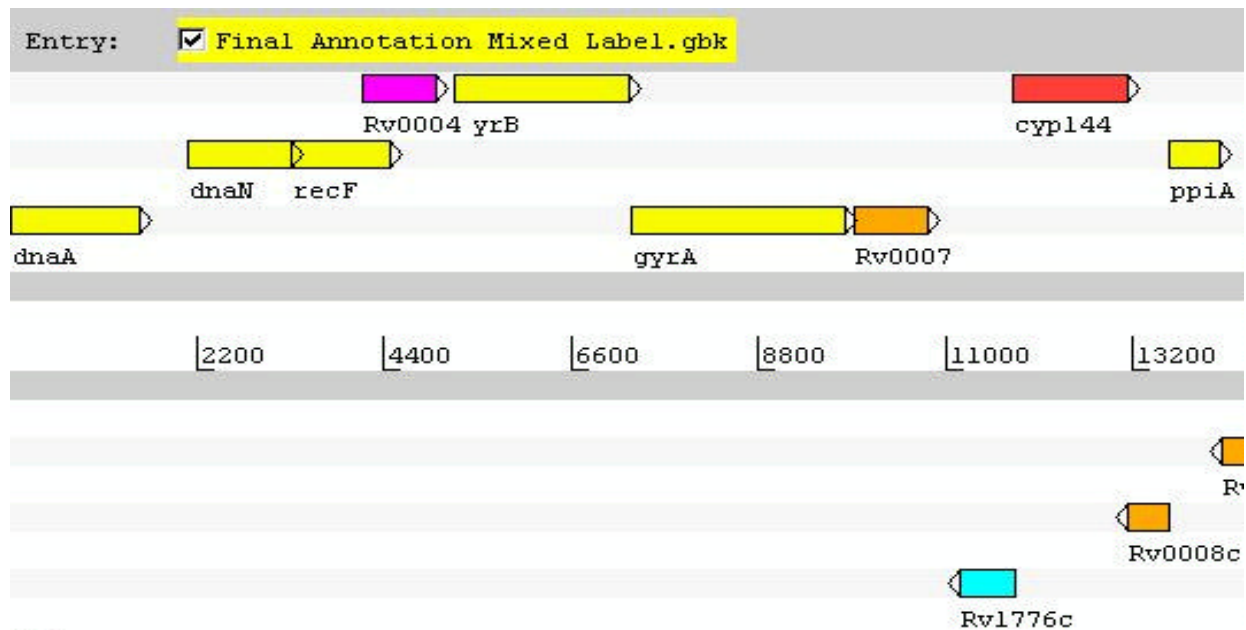 Entry: Final Annotation Mixed Label.gbk
Rv0004 yrB cyp144
dnaN recF ppiA
dnaA gyrA Rv0007
2200 4400 6600 8800 11000 13200
Rv
Rv0008c
Rv1776c